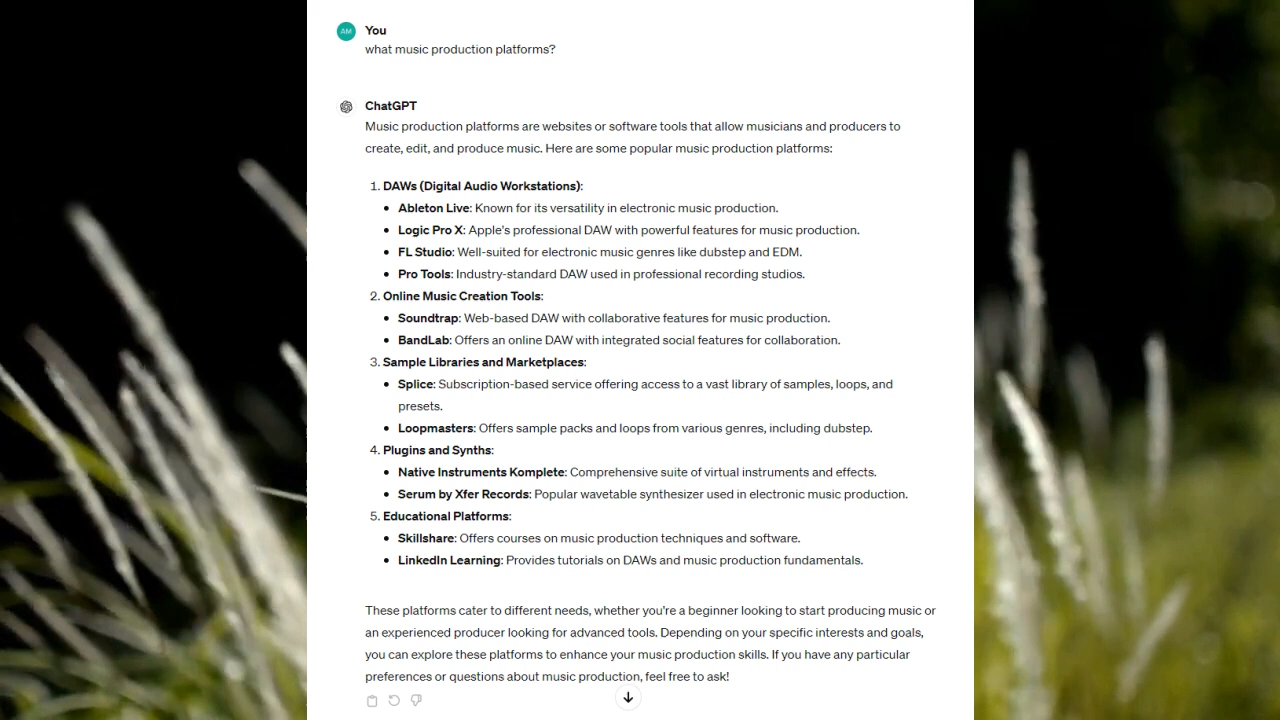 AM
You
what music production platforms?
ChatGPT
Music production platforms are websites or software tools that allow musicians and producers to
create, edit, and produce music. Here are some popular music production platforms:
1. DAWs (Digital Audio Workstations):
• Ableton Live: Known for its versatility in electronic music production.
• Logic Pro X: Apple's professional DAW with powerful features for music production.
• FL Studio: Well-suited for electronic music genres like dubstep and EDM.
• Pro Tools: Industry-standard DAW used in professional recording studios.
2. Online Music Creation Tools:
• Soundtrap: Web-based DAW with collaborative features for music production.
• BandLab: Offers an online DAW with integrated social features for collaboration.
3. Sample Libraries and Marketplaces:
• Splice: Subscription-based service offering access to a vast library of samples, loops, and
presets.
• Loopmasters: Offers sample packs and loops from various genres, including dubstep.
4. Plugins and Synths:
• Native Instruments Komplete: Comprehensive suite of virtual instruments and effects.
• Serum by Xfer Records: Popular wavetable synthesizer used in electronic music production.
5. Educational Platforms:
• Skillshare: Offers courses on music production techniques and software.
• LinkedIn Learning: Provides tutorials on DAWs and music production fundamentals.
These platforms cater to different needs, whether you're a beginner looking to start producing music or
an experienced producer looking for advanced tools. Depending on your specific interests and goals,
you can explore these platforms to enhance your music production skills. If you have any particular
preferences or questions about music production, feel free to ask!